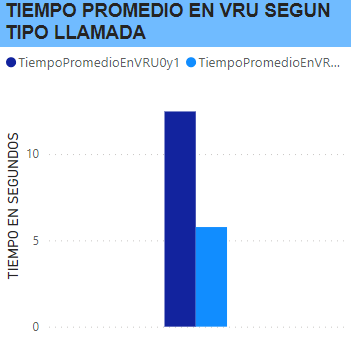 TIEMPO PROMEDIO EN VRU SEGUN
TIPO LLAMADA
TiempoPromedioEnVRU0y1 TiempoPromedioEnVR...
TIEMPO EN SEGUNDOS
10
5
0